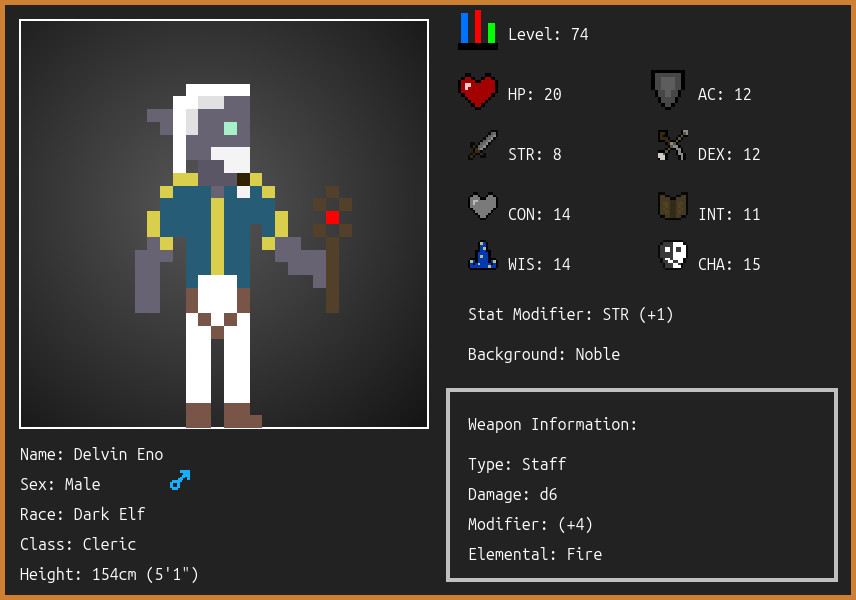 Level: 74
HP: 20
AC: 12
STR: 8
DEX: 12
CON: 14
INT: 11
WIS: 14
CHA: 15
Stat Modifier: STR (+1)
Background: Noble
Weapon Information:
Type: Staff
Damage: d6
Modifier: (+4)
Elemental: Fire
Name: Delvin Eno
Sex: Male
Race: Dark Elf
Class: Cleric
Height: 154cm (5'1")